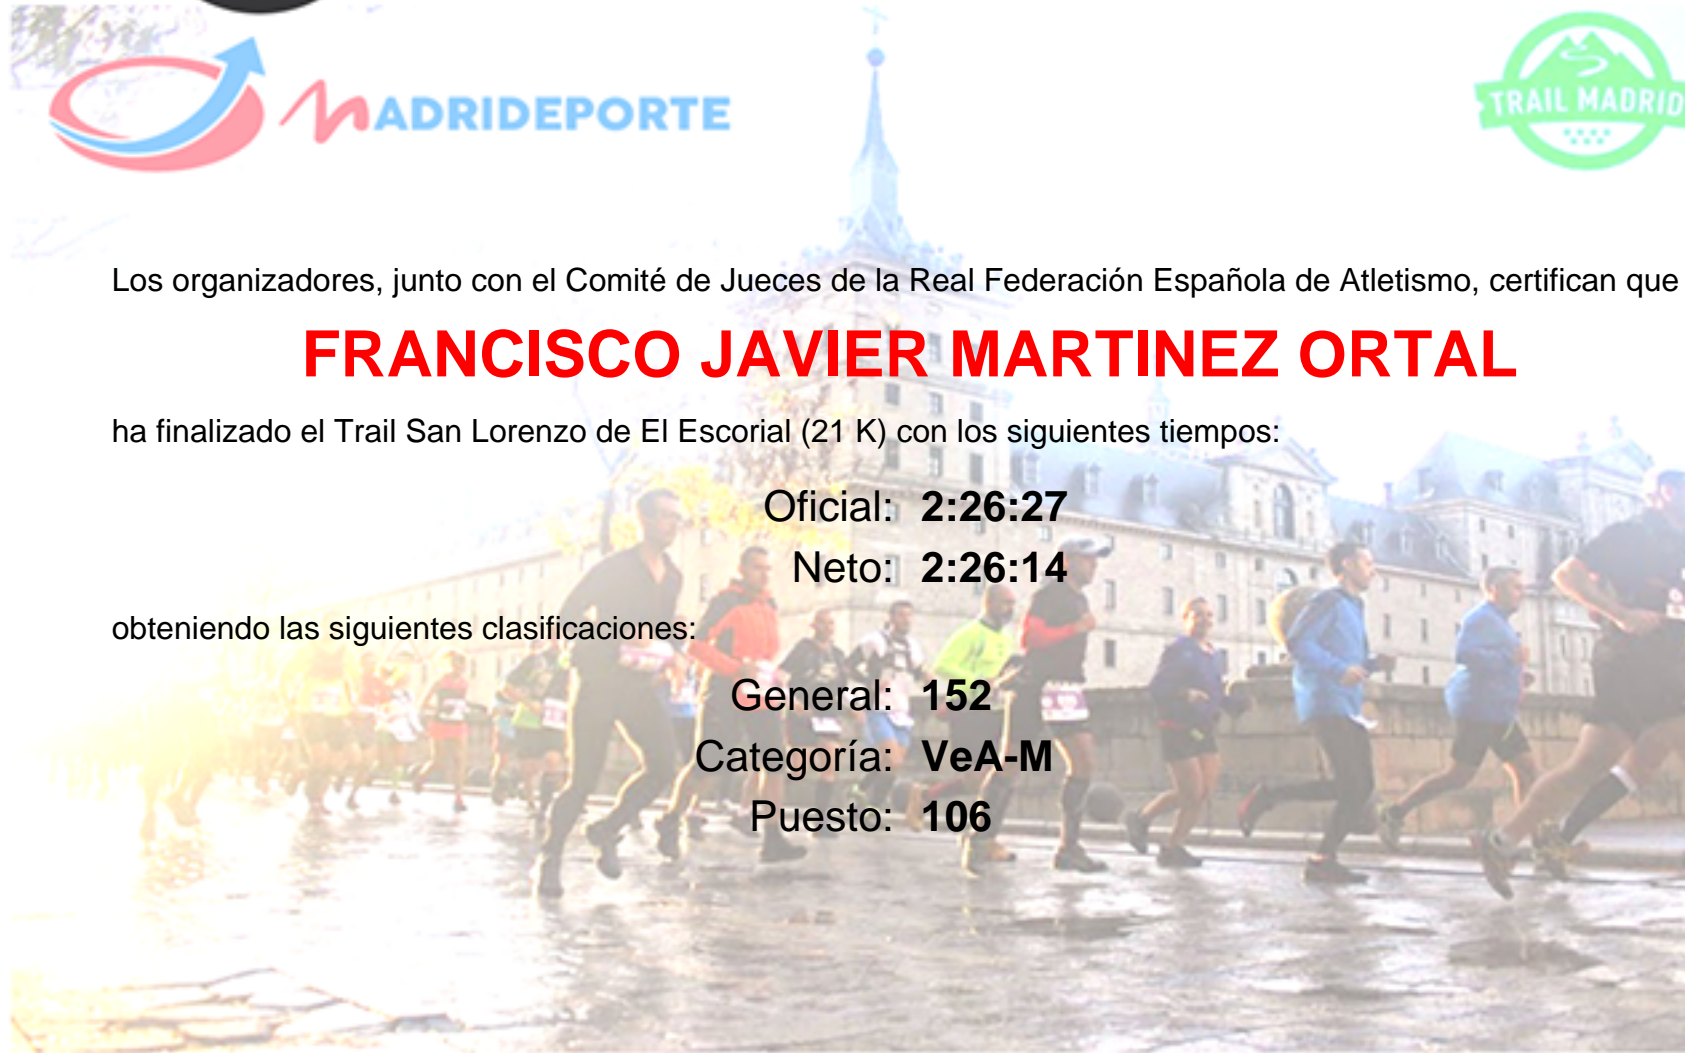 MADRIDEPORTE
TRAIL MADRID
Los organizadores, junto con el Comité de Jueces de la Real Federación Española de Atletismo, certifican que
FRANCISCO JAVIER MARTINEZ ORTAL
ha finalizado el Trail San Lorenzo de El Escorial (21 K) con los siguientes tiempos:
Oficial: 2:26:27
Neto: 2:26:14
obteniendo las siguientes clasificaciones:
General: 152
Categoría: VeA-M
Puesto: 106